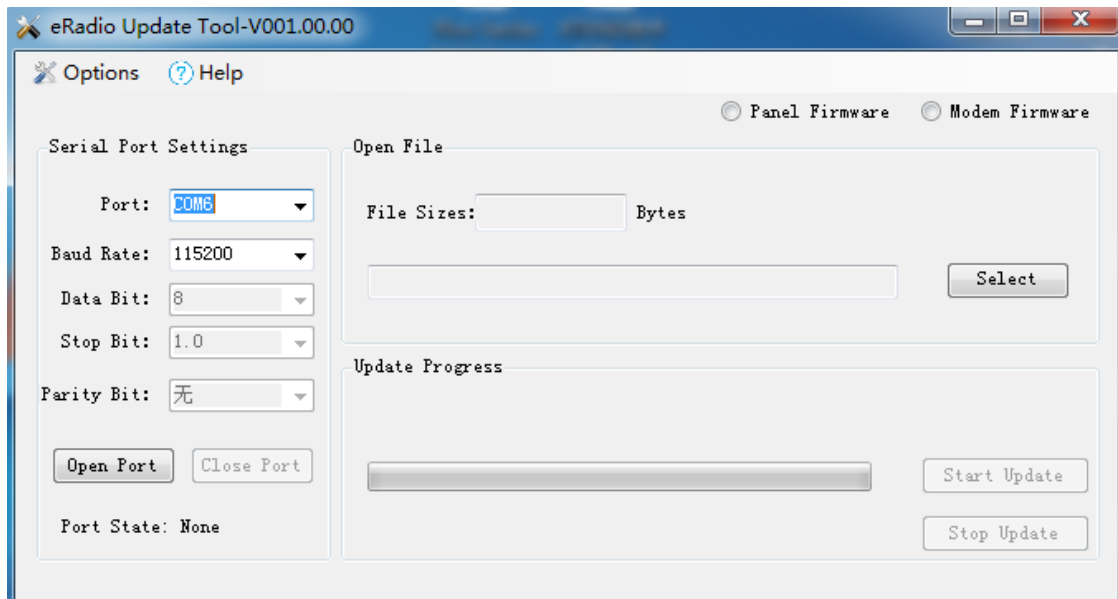 eRadio Update Tool-V001.00.00
Options Help
Panel Firmware Modem Firmware
Serial Port Settings
Port: COM6
Baud Rate: 115200
Data Bit: 8
Stop Bit: 1.0
Parity Bit: 无
Open Port Close Port
Port State: None
Open File
File Sizes: Bytes
Select
Update Progress
Start Update
Stop Update